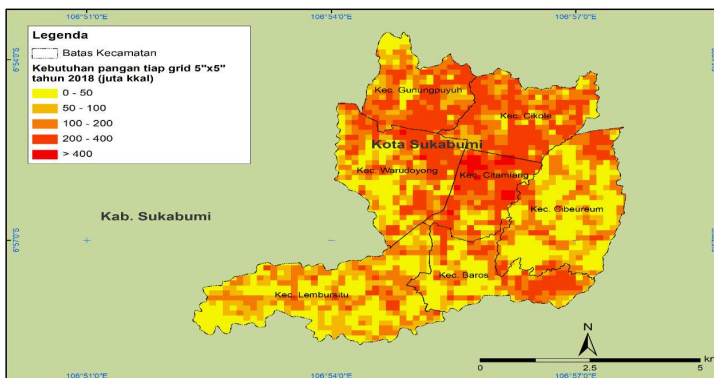 106°51'0"E
106°54'0"E
106°57'0"E
6°54'0"S
Legenda
Batas Kecamatan
Kebutuhan pangan tiap grid 5"x5"
tahun 2018 (juta kkal)
0 - 50
50 - 100
100 - 200
200 - 400
> 400
Kec. Gunungpuyuh
Kec. Cikole
Kota Sukabumi
Kec. Warudoyong
Kec. Citamiang
Kec. Cibeureum
Kab. Sukabumi
6°57'0"S
Kec. Baros
Kec. Lembursitu
N
0
2.5
5
km
106°51'0"E
106°54'0"E
106°57'0"E